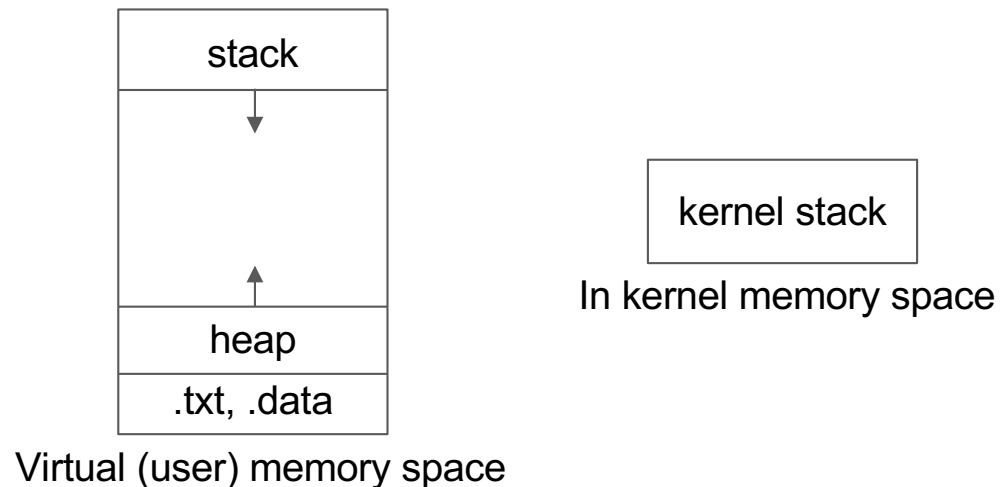 stack
heap
.txt, .data
Virtual (user) memory space
kernel stack
In kernel memory space